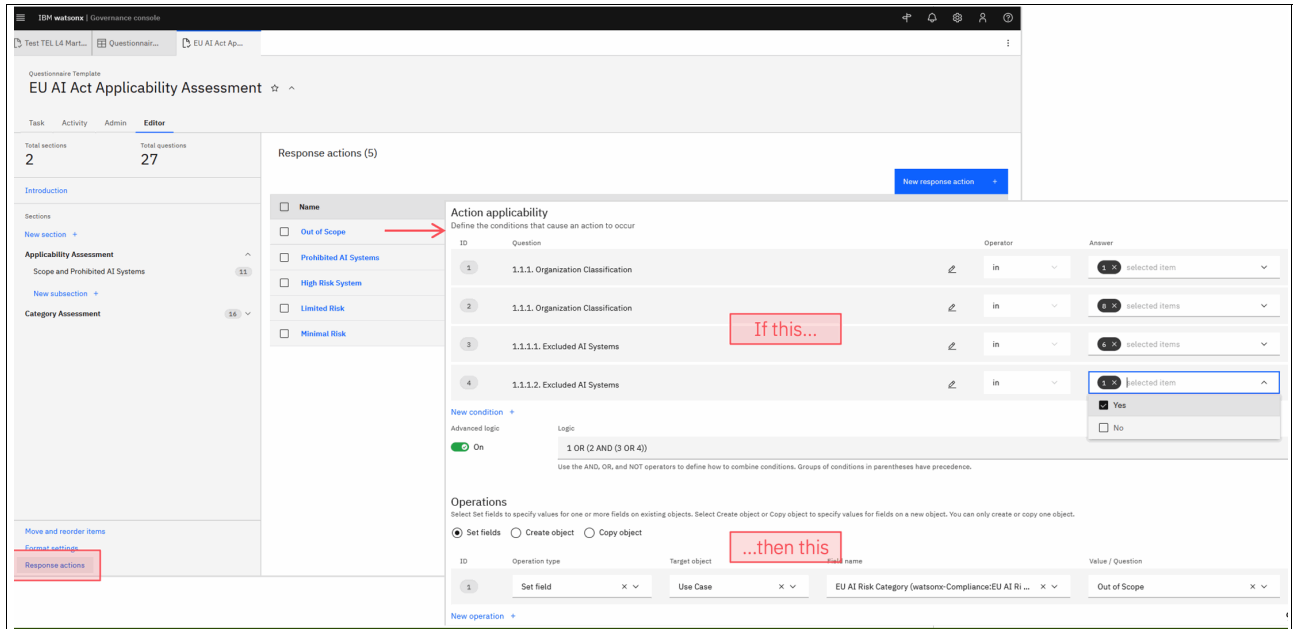 IBM watsonx | Governance console
Test TEL L4 Mart...
Questionnair...
EU AI Act Ap...
Questionnaire Template
EU AI Act Applicability Assessment
Task Activity Admin Editor
Total sections
2
Total questions
27
Introduction
Sections
New section +
Applicability Assessment
Scope and Prohibited AI Systems 11
New subsection +
Category Assessment 16
Move and reorder items
Format settings
Response actions
Response actions (5)
New response action +
Name
Out of Scope
Prohibited AI Systems
High Risk System
Limited Risk
Minimal Risk
Action applicability
Define the conditions that cause an action to occur
ID Question Operator Answer
1 1.1.1. Organization Classification in 1 × selected item
2 1.1.1. Organization Classification in 8 × selected items
If this...
3 1.1.1.1. Excluded AI Systems in 6 × selected items
4 1.1.1.2. Excluded AI Systems in 1 × selected item
Yes
No
New condition +
Advanced logic Logic
On 1 OR (2 AND (3 OR 4))
Use the AND, OR, and NOT operators to define how to combine conditions. Groups of conditions in parentheses have precedence.
Operations
Select Set fields to specify values for one or more fields on existing objects. Select Create object or Copy object to specify values for fields on a new object. You can only create or copy one object.
Set fields Create object Copy object
...then this
ID Operation type Target object Field name Value / Question
1 Set field × Use Case × EU AI Risk Category (watsonx-Compliance:EU AI Ri ... × Out of Scope ×
New operation +